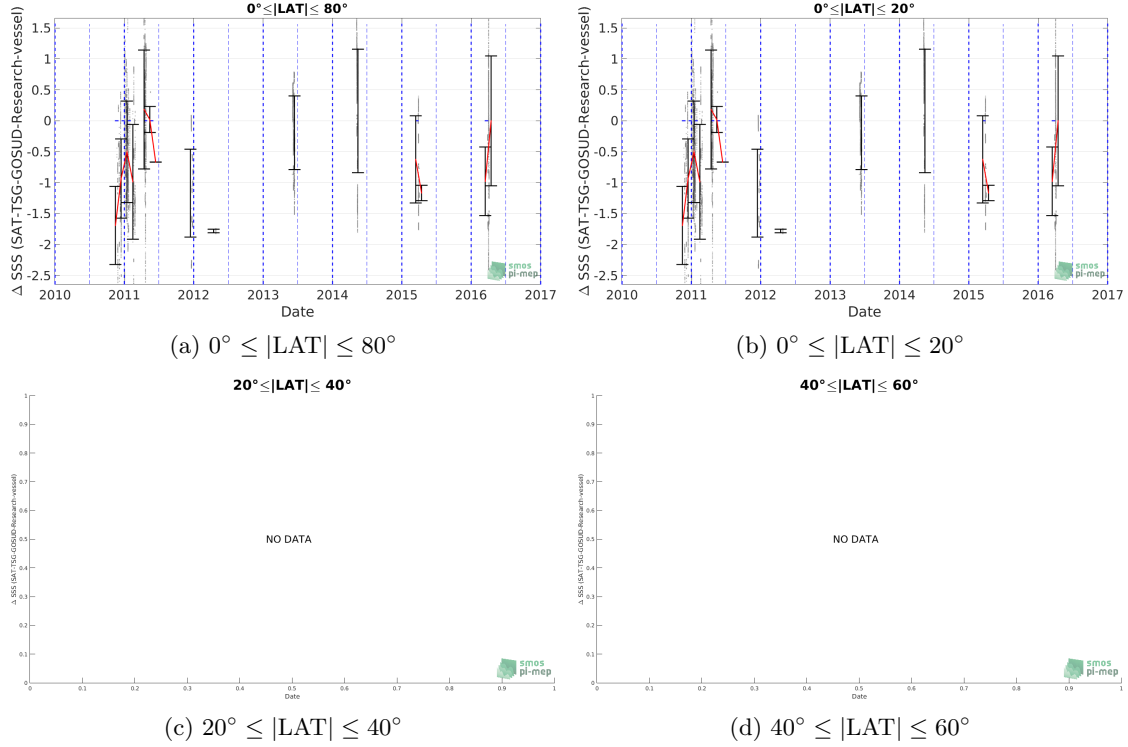 0°≤|LAT|≤ 80°
Δ SSS (SAT-TSG-GOSUD-Research-vessel)
1.5
1
0.5
0
-0.5
-1
-1.5
-2
-2.5
2010 2011 2012 2013 2014 2015 2016 2017
Date
smos
pi-mep
(a) 0° ≤ |LAT| ≤ 80°
0°≤|LAT|≤ 20°
Δ SSS (SAT-TSG-GOSUD-Research-vessel)
1.5
1
0.5
0
-0.5
-1
-1.5
-2
-2.5
2010 2011 2012 2013 2014 2015 2016 2017
Date
smos
pi-mep
(b) 0° ≤ |LAT| ≤ 20°
20°≤|LAT|≤ 40°
Δ SSS (SAT-TSG-GOSUD-Research-vessel)
1
0.9
0.8
0.7
0.6
0.5
0.4
0.3
0.2
0.1
0
NO DATA
0 0.1 0.2 0.3 0.4 0.5 0.6 0.7 0.8 0.9 1
Date
smos
pi-mep
(c) 20° ≤ |LAT| ≤ 40°
40°≤|LAT|≤ 60°
Δ SSS (SAT-TSG-GOSUD-Research-vessel)
1
0.9
0.8
0.7
0.6
0.5
0.4
0.3
0.2
0.1
0
NO DATA
0 0.1 0.2 0.3 0.4 0.5 0.6 0.7 0.8 0.9 1
Date
smos
pi-mep
(d) 40° ≤ |LAT| ≤ 60°